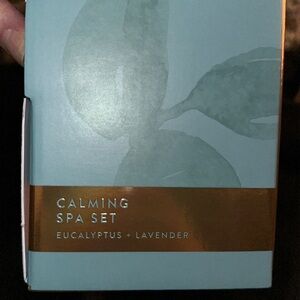 CALMING
SPA SET
EUCALYPTUS + LAVENDER